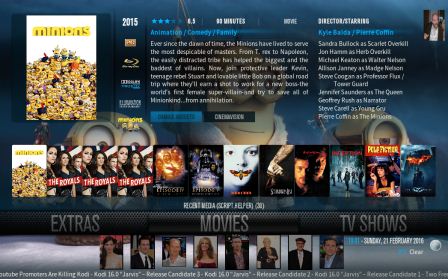 minions
2015
6.5
90 MINUTES
MOVIE
DIRECTOR/STARRING
Animation / Comedy / Family
Kyle Balda / Pierre Coffin
Ever since the dawn of time, the Minions have lived to serve
the most despicable of masters. From T. rex to Napoleon,
the easily distracted tribe has helped the biggest and the
baddest of villains. Now, join protective leader Kevin,
teenage rebel Stuart and lovable little Bob on a global road
trip where they'll earn a shot to work for a new boss-the
world's first female super-villain-and try to save all of
Minionkind...from annihilation.
Sandra Bullock as Scarlet Overkill
Jon Hamm as Herb Overkill
Michael Keaton as Walter Nelson
Allison Janney as Madge Nelson
Steve Coogan as Professor Flux /
Tower Guard
Jennifer Saunders as The Queen
Geoffrey Rush as Narrator
Steve Carell as Young Gru
Pierre Coffin as The Minions
CINEMAVISION
minions
THE ROYALS
THE ROYALS
THE ROYALS
PULP FICTION
RECENT MEDIA (SCRIPT.HELPER) (20)
EXTRAS
MOVIES
TV SHOWS
SUNDAY, 21 FEBRUARY 2016
Clear
Youtube Promoters Are Killing Kodi - Kodi 16.0 "Jarvis" – Release Candidate 3 - Kodi 16.0 "Jarvis" – Release Candidate 2 - Kodi 16.0 "Jarvis" – Release Candidate 1 - Two Fres